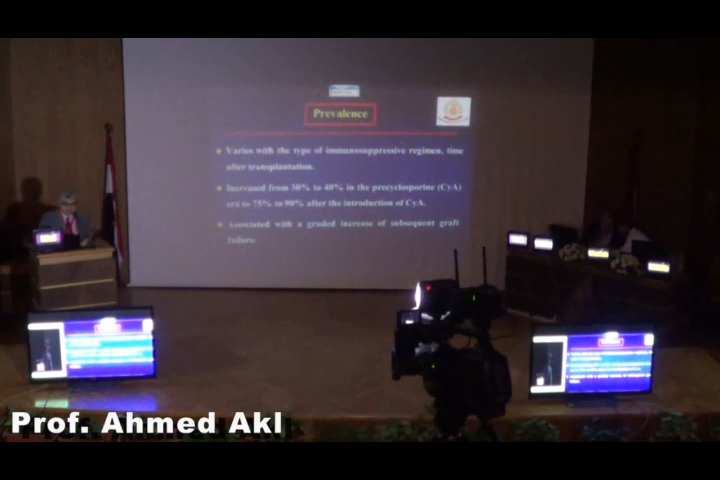 Prevalence
Varies with the type of immunosuppressive regimen, time
after transplantation.
Increased from 30% to 40% in the precyclosporine (CyA)
era to 75% to 90% after the introduction of CyA.
Associated with a graded increase of subsequent graft
failure.
Prof. Ahmed Akl